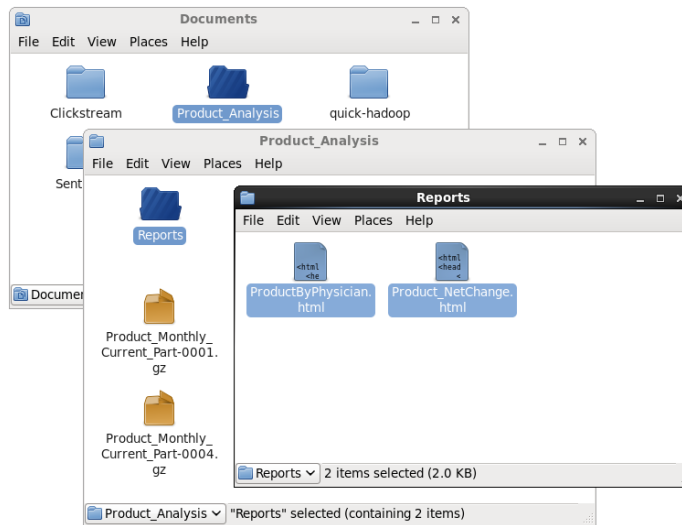 Documents
File Edit View Places Help
Clickstream
Product_Analysis
quick-hadoop
Product_Analysis
File Edit View Places Help
Reports
Product_Monthly_
Current_Part-0001.
gz
Product_Monthly_
Current_Part-0004.
gz
Product_Analysis "Reports" selected (containing 2 items)
Reports
File Edit View Places Help
<html
<he
<html
<head
<
ProductByPhysician.
html
Product_NetChange.
html
Reports 2 items selected (2.0 KB)